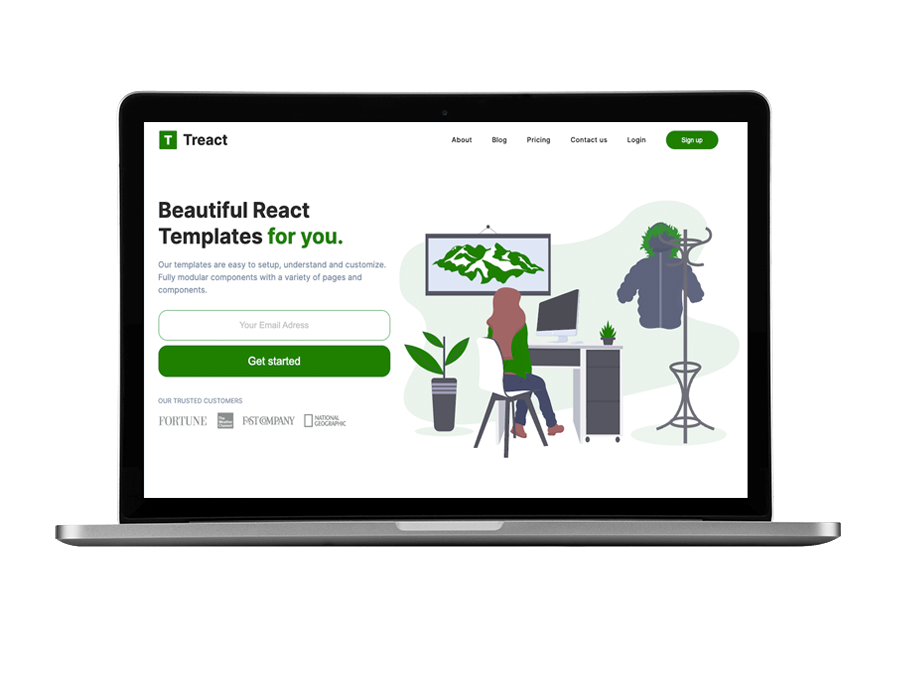 T Treact
About Blog Pricing Contact us Login Sign up
Beautiful React
Templates for you.
Our templates are easy to setup, understand and customize.
Fully modular components with a variety of pages and
components.
Your Email Adress
Get started
OUR TRUSTED CUSTOMERS
FORTUNE
FAST COMPANY
NATIONAL
GEOGRAPHIC